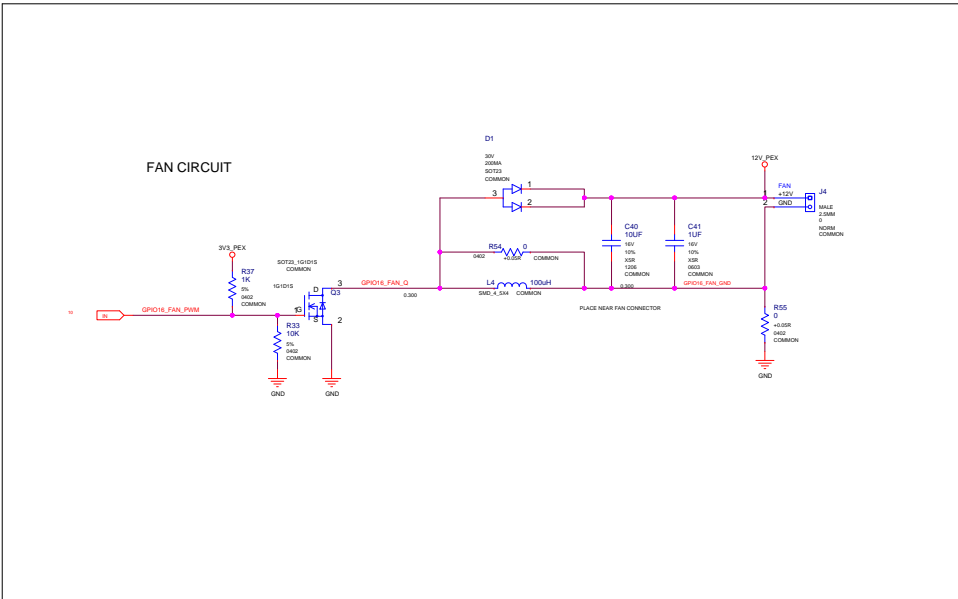 FAN CIRCUIT
D1
30V
200MA
SOT23
COMMON
3
1
2
12V_PEX
FAN
1
+12V
2
GND
J4
MALE
2.5MM
0
NORM
COMMON
C40
10UF
16V
10%
X5R
1206
COMMON
C41
1UF
16V
10%
X5R
0603
COMMON
R54
0
0402
+0.05R
COMMON
3V3_PEX
R37
1K
5%
0402
COMMON
SOT23_1G1D1S
COMMON
1G1D1S
D
3
Q3
1
G
S
2
GPIO16_FAN_Q
0.300
L4
100uH
SMD_4_5X4
COMMON
0.300
GPIO16_FAN_GND
PLACE NEAR FAN CONNECTOR
10
IN
GPIO16_FAN_PWM
R33
10K
5%
0402
COMMON
GND
GND
R55
0
+0.05R
0402
COMMON
GND